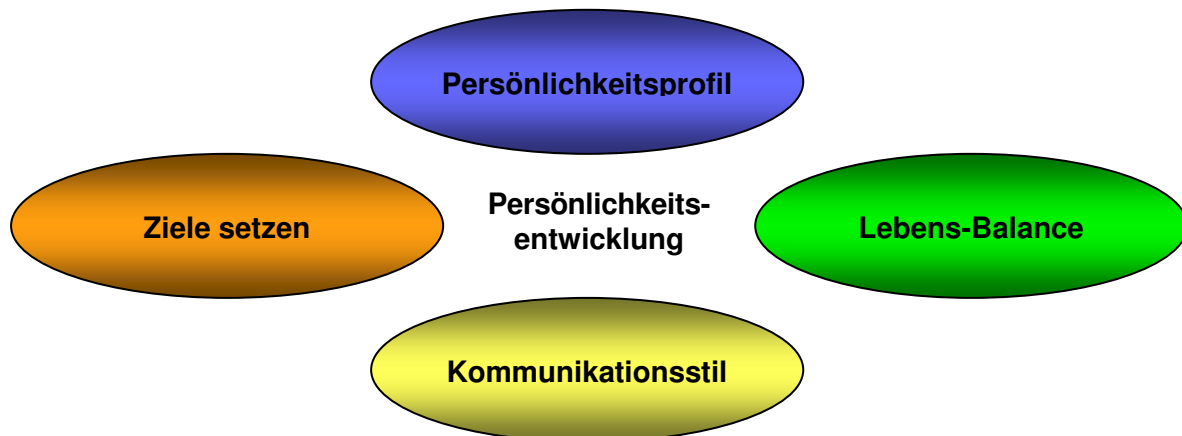 Persönlichkeitsprofil
Ziele setzen
Persönlichkeits-
entwicklung
Lebens-Balance
Kommunikationsstil